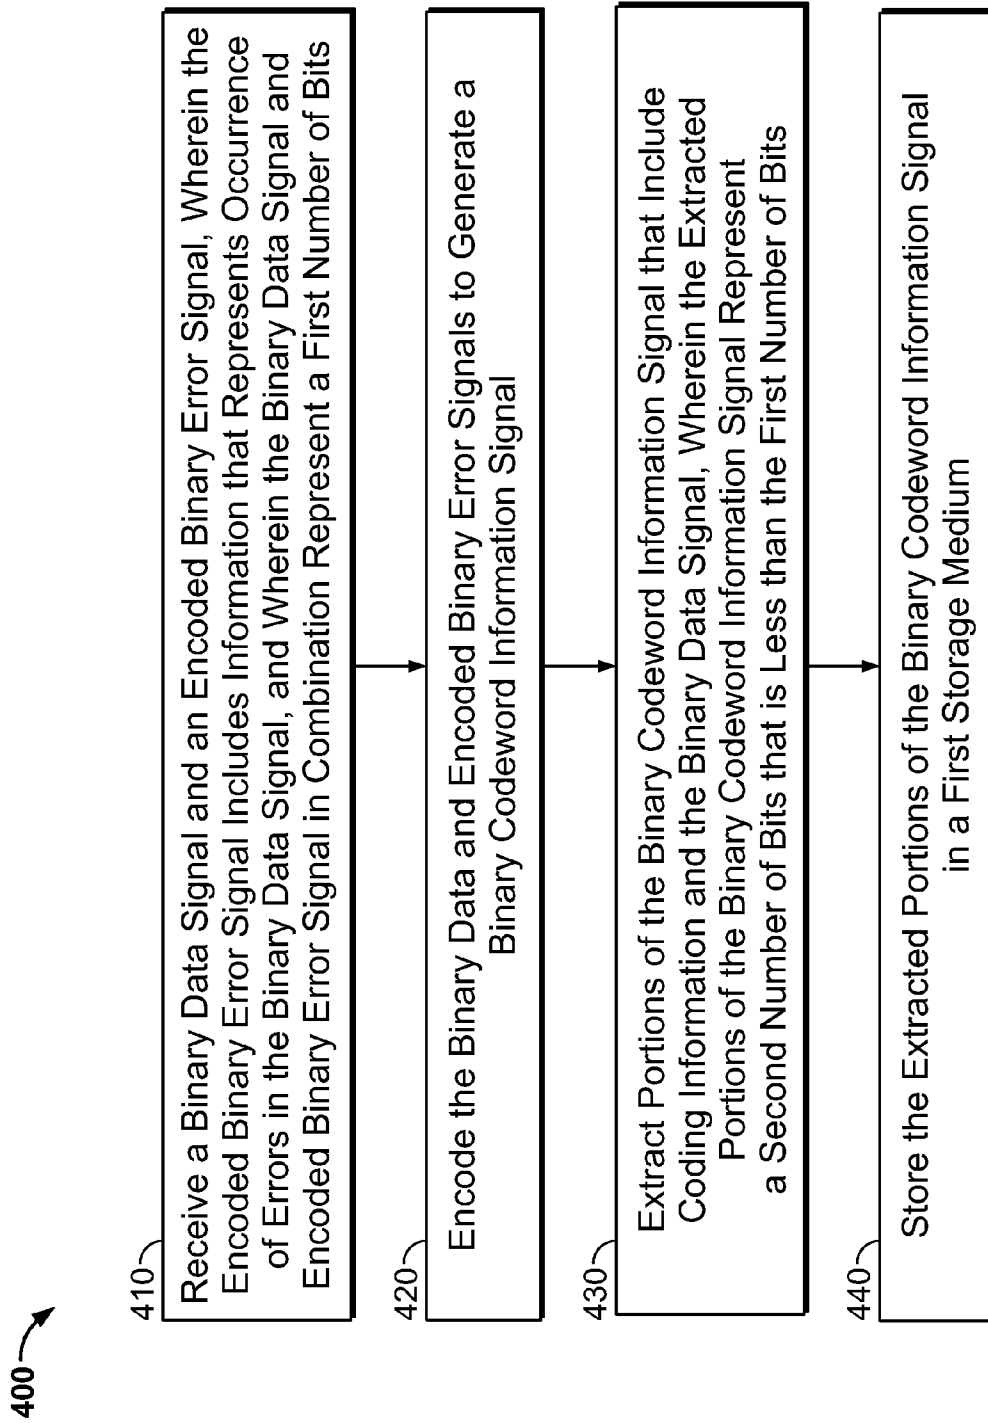 400
410
Receive a Binary Data Signal and an Encoded Binary Error Signal, Wherein the
Encoded Binary Error Signal Includes Information that Represents Occurrence
of Errors in the Binary Data Signal, and Wherein the Binary Data Signal and
Encoded Binary Error Signal in Combination Represent a First Number of Bits
420
Encode the Binary Data and Encoded Binary Error Signals to Generate a
Binary Codeword Information Signal
430
Extract Portions of the Binary Codeword Information Signal that Include
Coding Information and the Binary Data Signal, Wherein the Extracted
Portions of the Binary Codeword Information Signal Represent
a Second Number of Bits that is Less than the First Number of Bits
440
Store the Extracted Portions of the Binary Codeword Information Signal
in a First Storage Medium